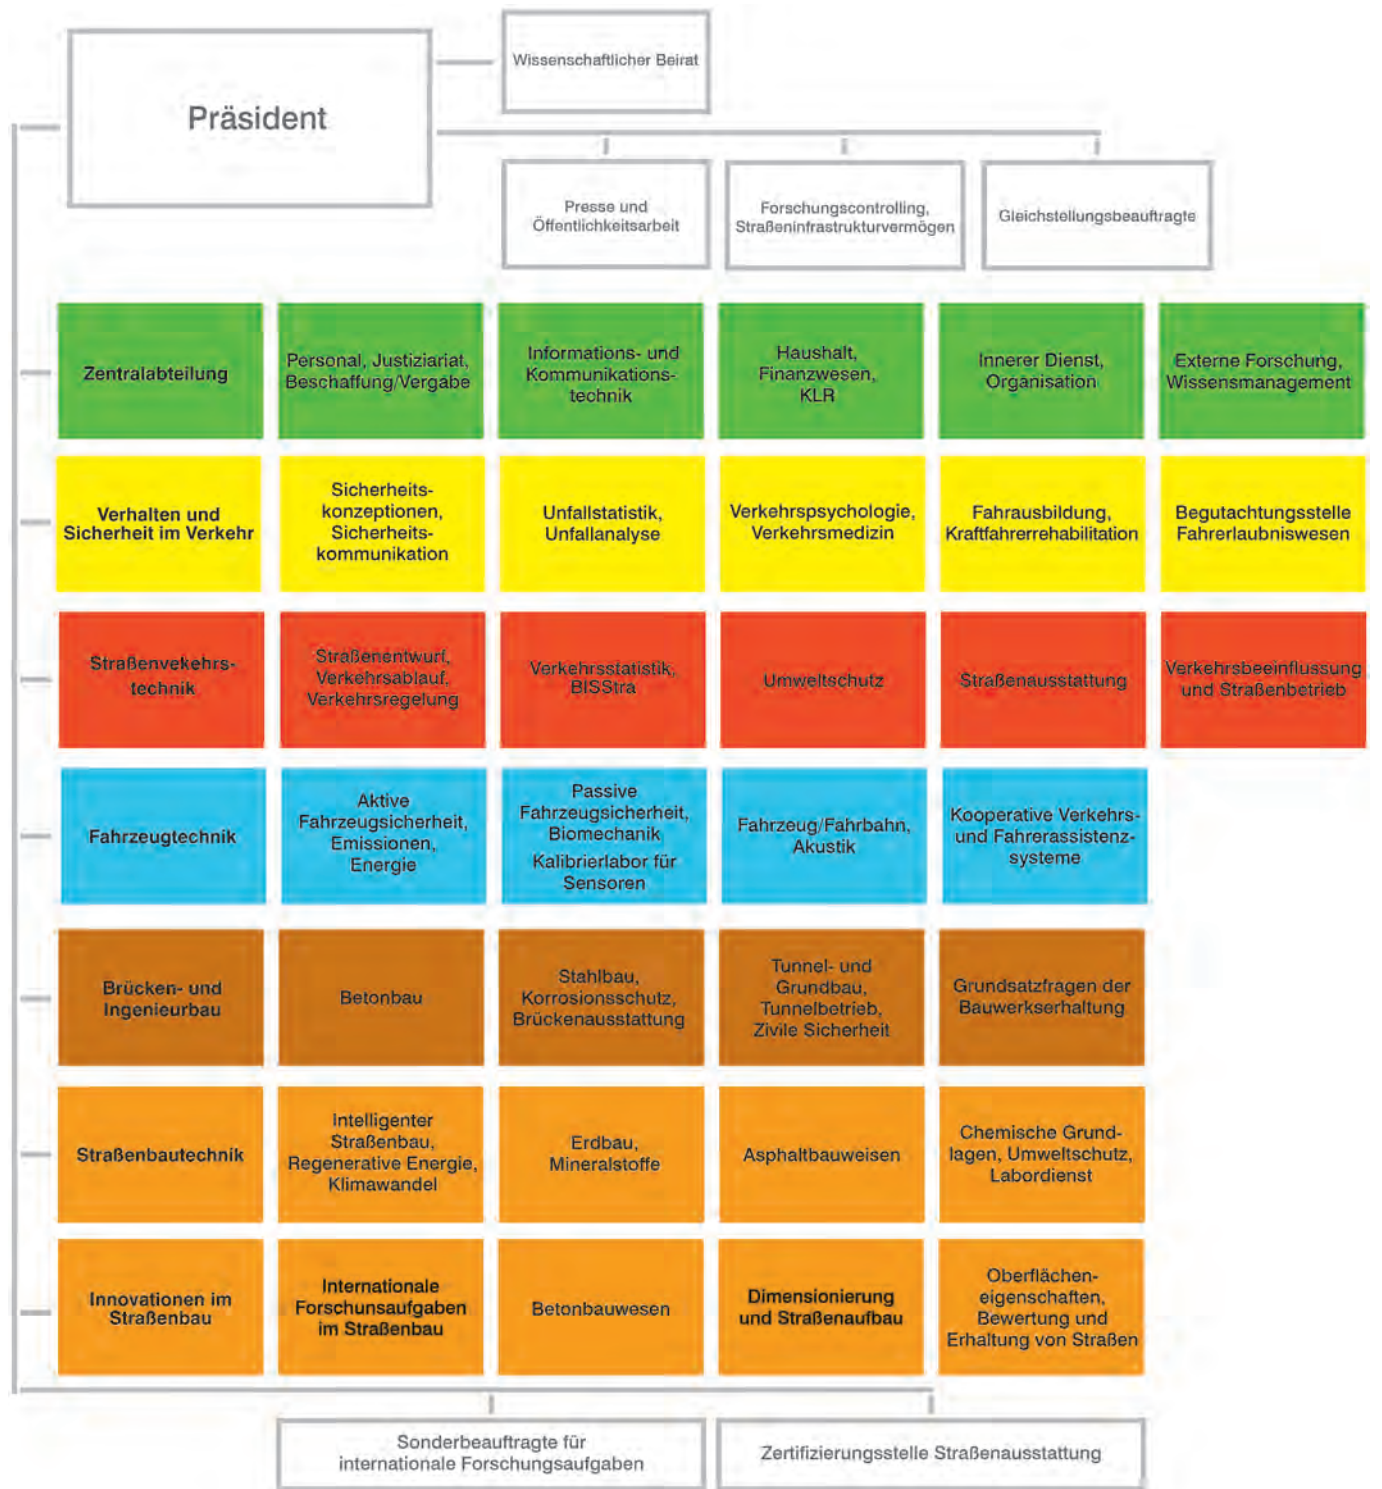 Wissenschaftlicher Beirat
Präsident
Presse und
Öffentlichkeitsarbeit
Forschungscontrolling,
Straßeninfrastrukturvermögen
Gleichstellungsbeauftragte
Zentralabteilung
Personal, Justiziariat,
Beschaffung/Vergabe
Informations- und
Kommunikations-
technik
Haushalt,
Finanzwesen,
KLR
Innerer Dienst,
Organisation
Externe Forschung,
Wissensmanagement
Verhalten und
Sicherheit im Verkehr
Sicherheits-
konzeptionen,
Sicherheits-
kommunikation
Unfallstatistik,
Unfallanalyse
Verkehrspsychologie,
Verkehrsmedizin
Fahrausbildung,
Kraftfahrerrehabilitation
Begutachtungsstelle
Fahrerlaubniswesen
Straßenvekehrs-
technik
Straßenentwurf,
Verkehrsablauf,
Verkehrsregelung
Verkehrsstatistik,
BISStra
Umweltschutz
Straßenausstattung
Verkehrsbeeinflussung
und Straßenbetrieb
Fahrzeugtechnik
Aktive
Fahrzeugsicherheit,
Emissionen,
Energie
Passive
Fahrzeugsicherheit,
Biomechanik
Kalibrierlabor für
Sensoren
Fahrzeug/Fahrbahn,
Akustik
Kooperative Verkehrs-
und Fahrerassistenz-
systeme
Brücken- und
Ingenieurbau
Betonbau
Stahlbau,
Korrosionsschutz,
Brückenausstattung
Tunnel- und
Grundbau,
Tunnelbetrieb,
Zivile Sicherheit
Grundsatzfragen der
Bauwerkserhaltung
Straßenbautechnik
Intelligenter
Straßenbau,
Regenerative Energie,
Klimawandel
Erdbau,
Mineralstoffe
Asphaltbauweisen
Chemische Grund-
lagen, Umweltschutz,
Labordienst
Innovationen im
Straßenbau
Internationale
Forschunsaufgaben
im Straßenbau
Betonbauwesen
Dimensionierung
und Straßenaufbau
Oberflächen-
eigenschaften,
Bewertung und
Erhaltung von Straßen
Sonderbeauftragte für
internationale Forschungsaufgaben
Zertifizierungsstelle Straßenausstattung